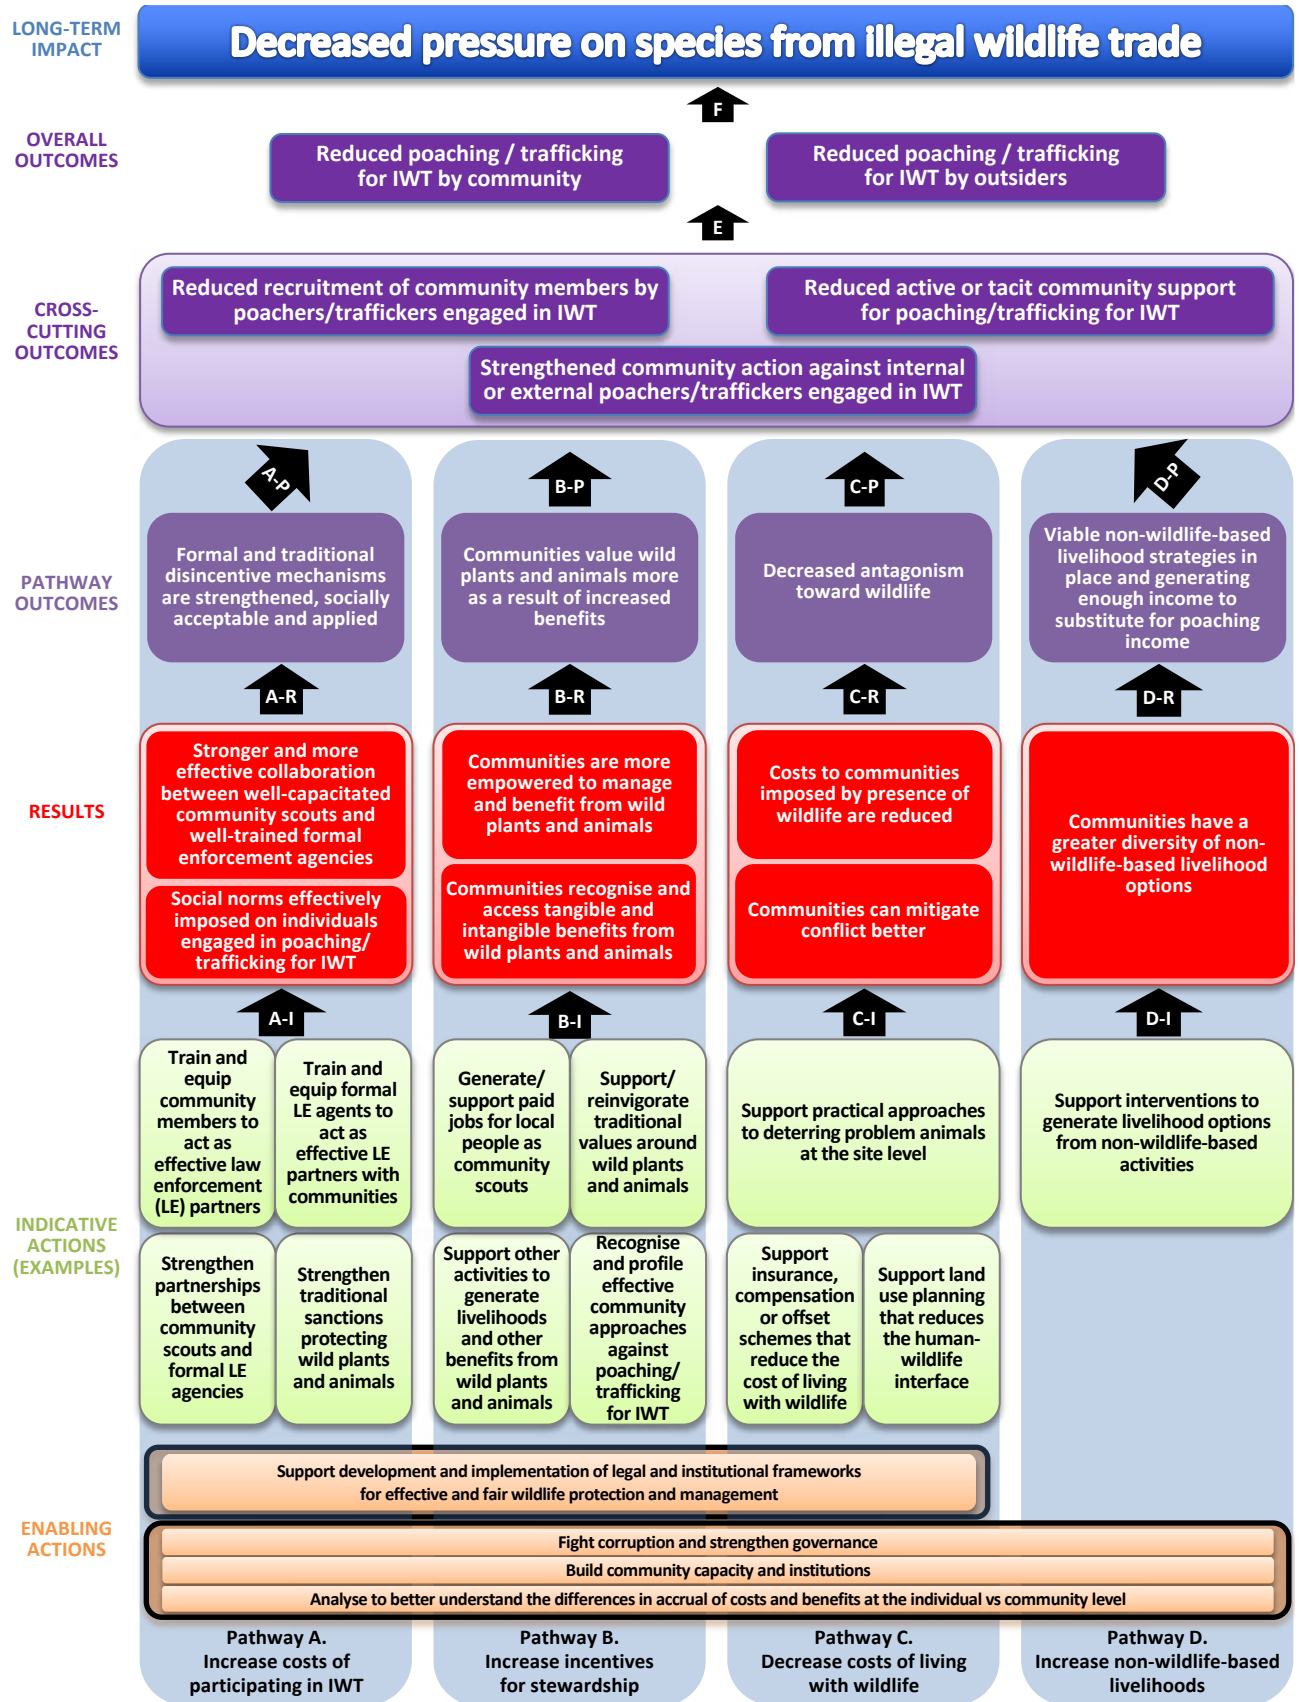 LONG-TERM
IMPACT
Decreased pressure on species from illegal wildlife trade
F
OVERALL
OUTCOMES
Reduced poaching / trafficking
for IWT by community
Reduced poaching / trafficking
for IWT by outsiders
E
CROSS-
CUTTING
OUTCOMES
Reduced recruitment of community members by
poachers/traffickers engaged in IWT
Reduced active or tacit community support
for poaching/trafficking for IWT
Strengthened community action against internal
or external poachers/traffickers engaged in IWT
A-P
B-P
C-P
D-P
PATHWAY
OUTCOMES
Formal and traditional
disincentive mechanisms
are strengthened, socially
acceptable and applied
Communities value wild
plants and animals more
as a result of increased
benefits
Decreased antagonism
toward wildlife
Viable non-wildlife-based
livelihood strategies in
place and generating
enough income to
substitute for poaching
income
A-R
B-R
C-R
D-R
RESULTS
Stronger and more
effective collaboration
between well-capacitated
community scouts and
well-trained formal
enforcement agencies
Social norms effectively
imposed on individuals
engaged in poaching/
trafficking for IWT
Communities are more
empowered to manage
and benefit from wild
plants and animals
Communities recognise and
access tangible and
intangible benefits from
wild plants and animals
Costs to communities
imposed by presence of
wildlife are reduced
Communities can mitigate
conflict better
Communities have a
greater diversity of non-
wildlife-based livelihood
options
A-I
B-I
C-I
D-I
INDICATIVE
ACTIONS
(EXAMPLES)
Train and
equip
community
members to
act as
effective law
enforcement
(LE) partners
Train and
equip formal
LE agents to
act as
effective LE
partners with
communities
Strengthen
partnerships
between
community
scouts and
formal LE
agencies
Strengthen
traditional
sanctions
protecting
wild plants
and animals
Generate/
support paid
jobs for local
people as
community
scouts
Support/
reinvigorate
traditional
values around
wild plants
and animals
Support other
activities to
generate
livelihoods
and other
benefits from
wild plants
and animals
Recognise
and profile
effective
community
approaches
against
poaching/
trafficking
for IWT
Support practical approaches
to deterring problem animals
at the site level
Support
insurance,
compensation
or offset
schemes that
reduce the
cost of living
with wildlife
Support land
use planning
that reduces
the human-
wildlife
interface
Support interventions to
generate livelihood options
from non-wildlife-based
activities
ENABLING
ACTIONS
Support development and implementation of legal and institutional frameworks
for effective and fair wildlife protection and management
Fight corruption and strengthen governance
Build community capacity and institutions
Analyse to better understand the differences in accrual of costs and benefits at the individual vs community level
Pathway A.
Increase costs of
participating in IWT
Pathway B.
Increase incentives
for stewardship
Pathway C.
Decrease costs of living
with wildlife
Pathway D.
Increase non-wildlife-based
livelihoods